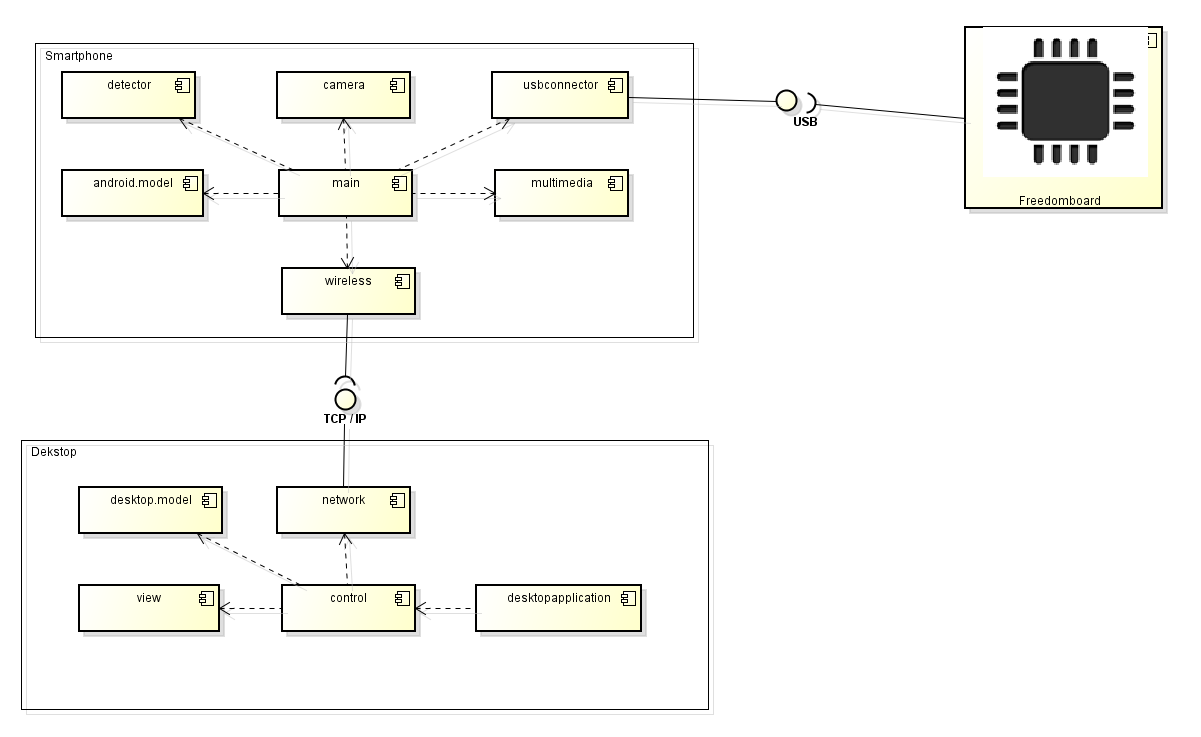 Smartphone
detector
camera
usbconnector
USB
android.model
main
multimedia
Freedomboard
wireless
TCP / IP
Dekstop
desktop.model
network
view
control
desktopapplication